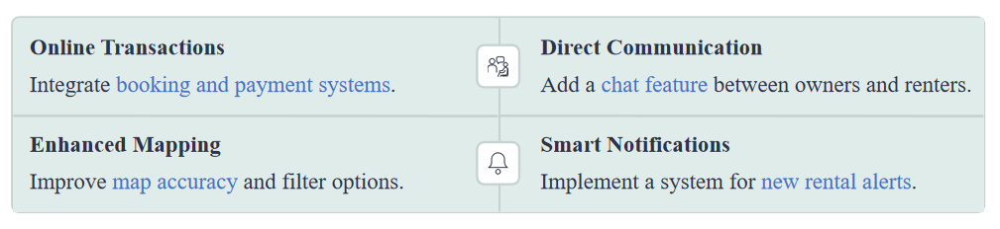 Online Transactions
Integrate booking and payment systems.
Direct Communication
Add a chat feature between owners and renters.
Enhanced Mapping
Improve map accuracy and filter options.
Smart Notifications
Implement a system for new rental alerts.